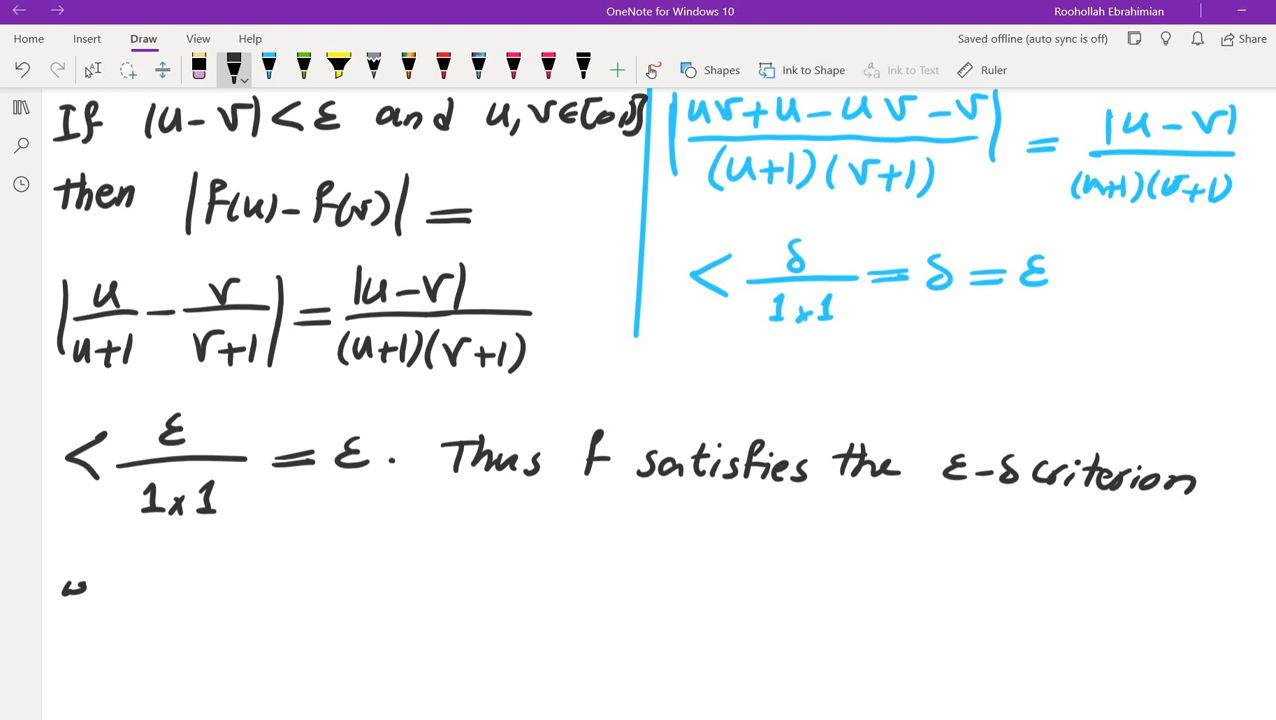 OneNote for Windows 10
Roohollah Ebrahimian
Home Insert Draw View Help
Saved offline (auto sync is off)
Share
Shapes
Ink to Shape
Ink to Text
Ruler
If |u-v|<ε and u,v∈[0,1]
then |f(u)-f(v)| =
|u/(u+1) - v/(v+1)| = |u-v|/((u+1)(v+1))
< ε/(1×1) = ε. Thus f satisfies the ε-δ criterion
|(uv+u-uv-v)/((u+1)(v+1))| = |u-v|/((u+1)(v+1))
< δ/(1×1) = δ = ε